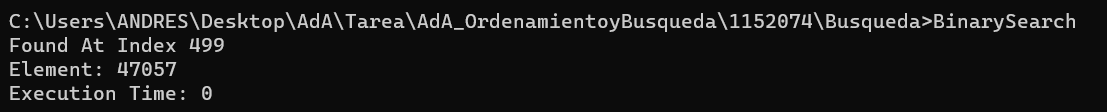 C:\Users\ANDRES\Desktop\AdA\Tarea\AdA_OrdenamientoyBusqueda\1152074\Busqueda>BinarySearch
Found At Index 499
Element: 47057
Execution Time: 0